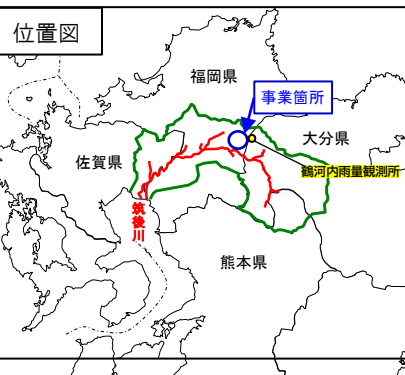 位置図
福岡県
事業箇所
大分県
佐賀県
鶴河内雨量観測所
筑後川
熊本県